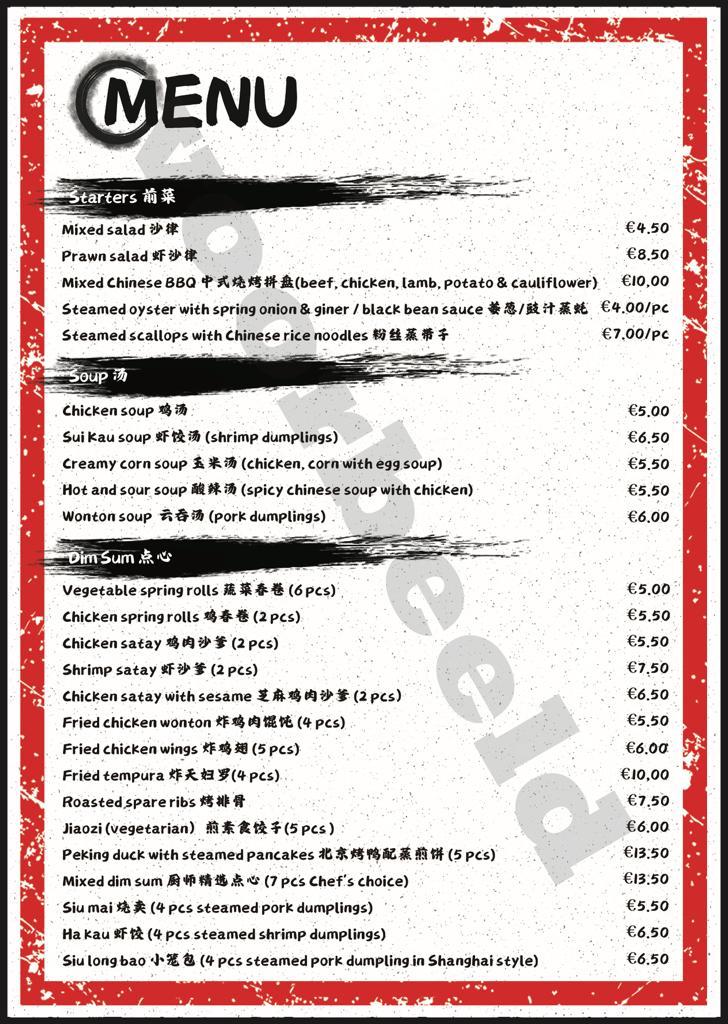 MENU
Starters 前菜
Mixed salad 沙律 €4.50
Prawn salad 虾沙律 €8.50
Mixed Chinese BBQ 中式烧烤拼盘(beef, chicken, lamb, potato & cauliflower) €10,00
Steamed oyster with spring onion & giner / black bean sauce 姜葱/豉汁蒸蚝 €4.00/pc
Steamed scallops with Chinese rice noodles 粉丝蒸带子 €7.00/pc
Soup 汤
Chicken soup 鸡汤 €5.00
Sui Kau soup 虾饺汤 (shrimp dumplings) €6.50
Creamy corn soup 玉米汤 (chicken, corn with egg soup) €5.50
Hot and sour soup 酸辣汤 (spicy chinese soup with chicken) €5.50
Wonton soup 云吞汤 (pork dumplings) €6.00
Dim Sum 点心
Vegetable spring rolls 蔬菜春卷 (6 pcs) €5.00
Chicken spring rolls 鸡春卷 (2 pcs) €5.50
Chicken satay 鸡肉沙爹 (2 pcs) €5.50
Shrimp satay 虾沙爹 (2 pcs) €7.50
Chicken satay with sesame 芝麻鸡肉沙爹 (2 pcs) €6.50
Fried chicken wonton 炸鸡肉馄饨 (4 pcs) €5.50
Fried chicken wings 炸鸡翅 (5 pcs) €6.00
Fried tempura 炸天妇罗(4 pcs) €10,00
Roasted spare ribs 烤排骨 €7.50
Jiaozi (vegetarian) 煎素食饺子(5 pcs ) €6.00
Peking duck with steamed pancakes 北京烤鸭配蒸煎饼 (5 pcs) €13.50
Mixed dim sum 厨师精选点心 (7 pcs Chef's choice) €13.50
Siu mai 烧卖 (4 pcs steamed pork dumplings) €5.50
Ha kau 虾饺 (4 pcs steamed shrimp dumplings) €6.50
Siu long bao 小笼包 (4 pcs steamed pork dumpling in Shanghai style) €6.50
voorbeeld